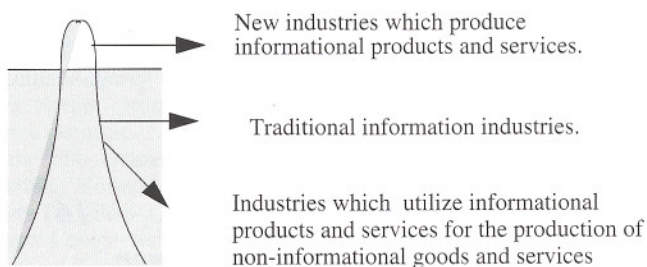 New industries which produce
informational products and services.
Traditional information industries.
Industries which utilize informational
products and services for the production of
non-informational goods and services